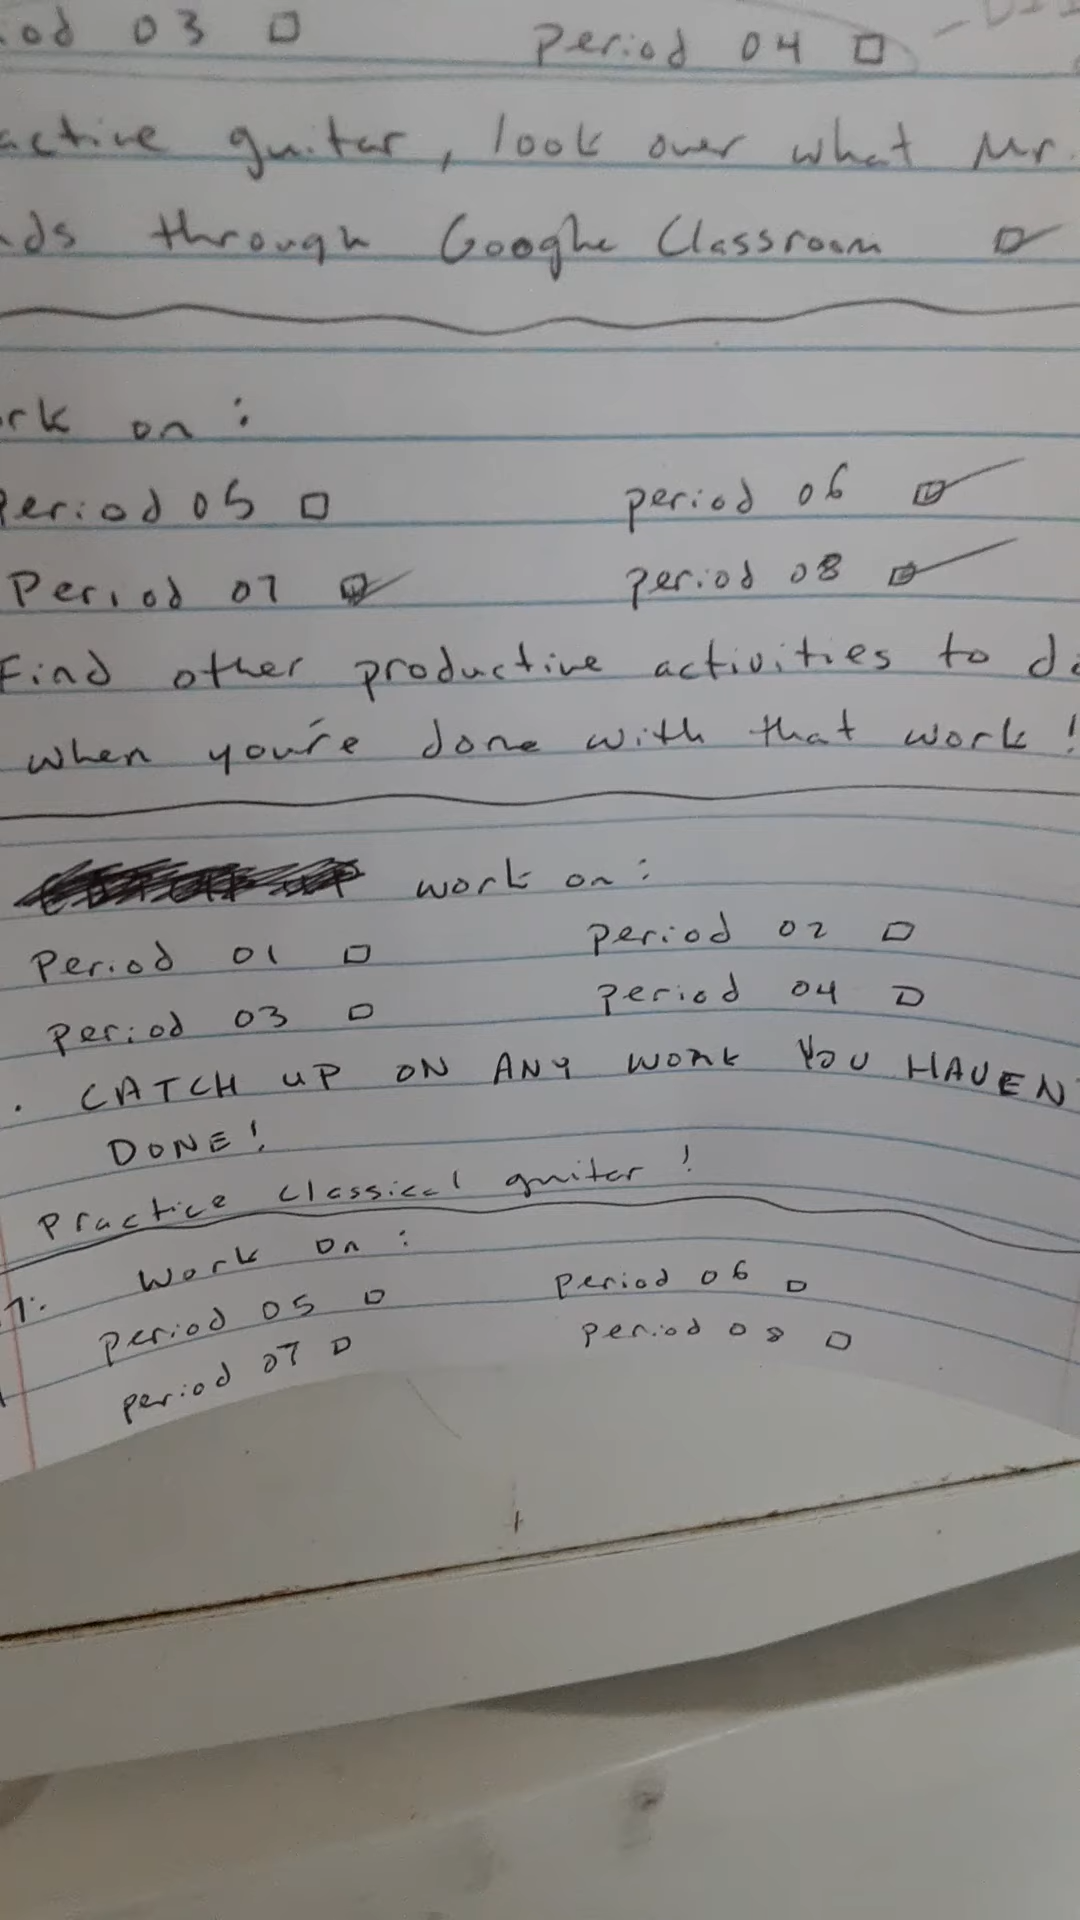 od 03 □ Period 04 □
active guitar, look over what Mr.
ds through Google Classroom ☑
rk on :
Period 05 □ period 06 ☑
Period 07 ☑ period 08 ☑
Find other productive activities to do
when you're done with that work !
work on :
Period 01 □ period 02 □
Period 03 □ period 04 □
. CATCH UP ON ANY WORK YOU HAVEN
DONE!
Practice classical guitar !
7: Work on :
period 05 □ period 06 □
period 07 □ period 08 □